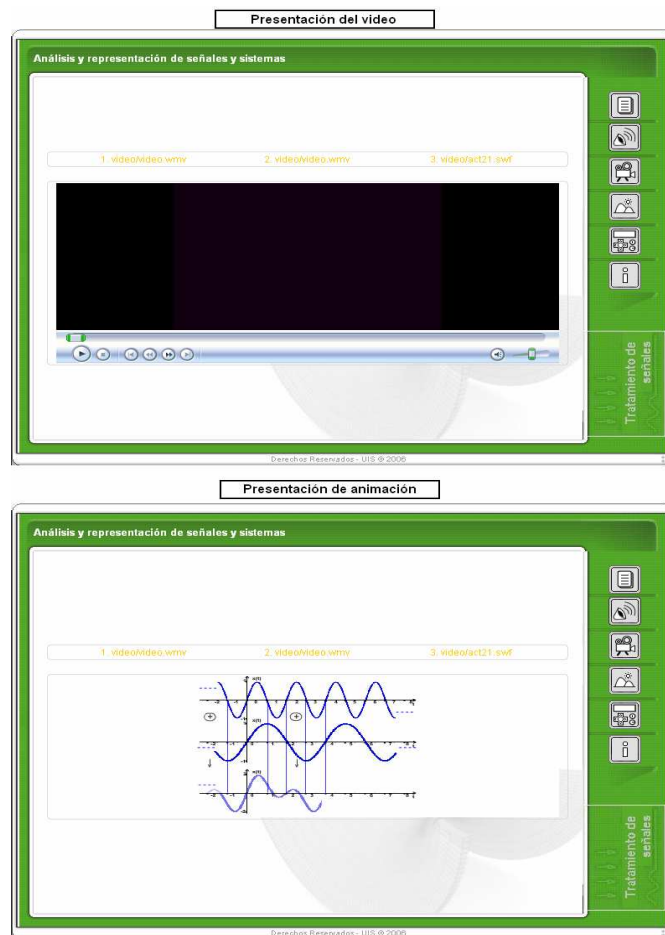 Presentación del video
Análisis y representación de señales y sistemas
1. video/video.wmv 2. video/video.wmv 3. video/act21.swf
Tratamiento de
señales
Derechos Reservados - UIS @ 2006
Presentación de animación
Análisis y representación de señales y sistemas
1. video/video.wmv 2. video/video.wmv 3. video/act21.swf
Tratamiento de
señales
Derechos Reservados - UIS @ 2006